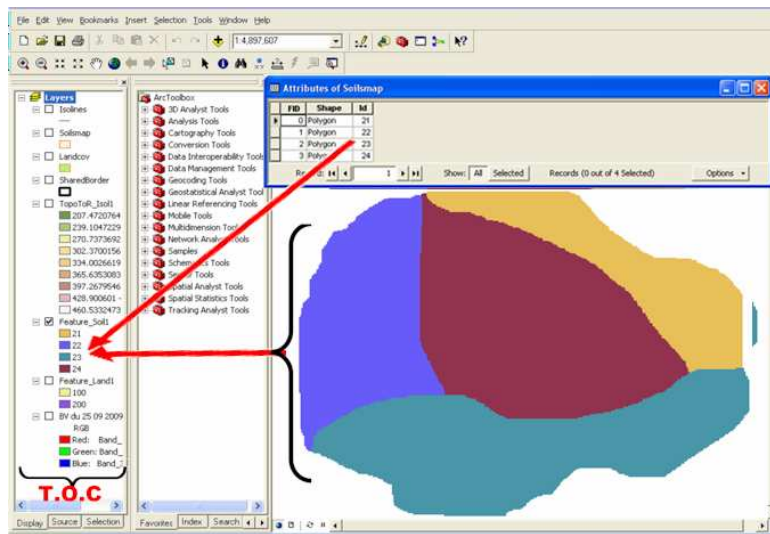 File Edit View Bookmarks Insert Selection Tools Window Help
1:4,897,607
Layers
Isolines
Soilsmap
Landcov
SharedBorder
TopoToR_Isol1
207.4720764
239.1047229
270.7373692
302.3700156
334.0026619
365.6353083
397.2679546
428.900601 -
460.5332473
Feature_Soil1
21
22
23
24
Feature_Land1
100
200
BV du 25 09 2009
RGB
Red: Band_
Green: Band_
Blue: Band_
T.O.C
Display Source Selection
ArcToolbox
3D Analyst Tools
Analysis Tools
Cartography Tools
Conversion Tools
Data Interoperability Tools
Data Management Tools
Geocoding Tools
Geostatistical Analyst Tool
Linear Referencing Tools
Mobile Tools
Multidimension Tools
Network Analyst Tools
Samples
Schematics Tools
Server Tools
Spatial Analyst Tools
Spatial Statistics Tools
Tracking Analyst Tools
Favorites Index Search
Attributes of Soilsmap
FID Shape Id
0 Polygon 21
1 Polygon 22
2 Polygon 23
3 Polygon 24
1 Show: All Selected Records (0 out of 4 Selected) Options